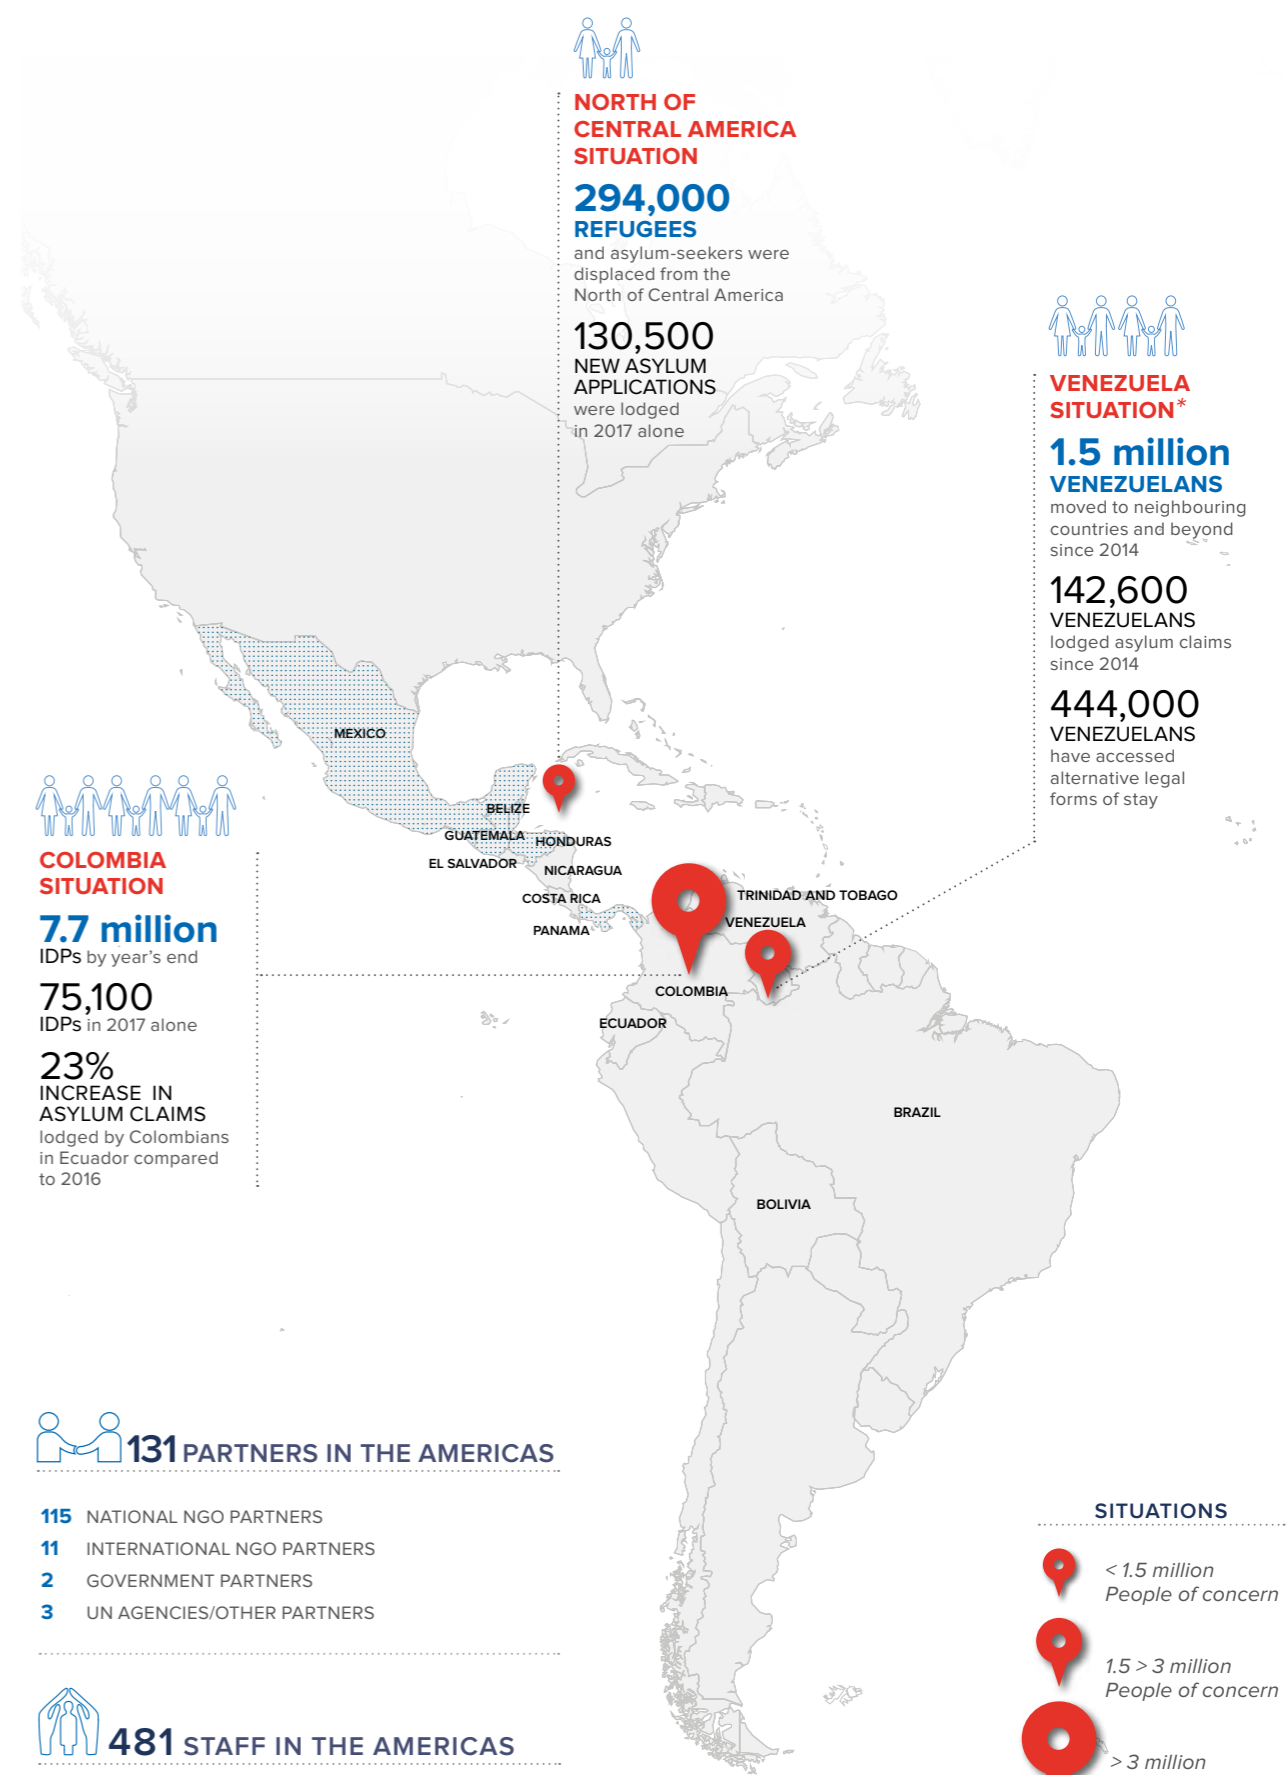 NORTH OF
CENTRAL AMERICA
SITUATION
294,000
REFUGEES
and asylum-seekers were
displaced from the
North of Central America
130,500
NEW ASYLUM
APPLICATIONS
were lodged
in 2017 alone
VENEZUELA
SITUATION*
1.5 million
VENEZUELANS
moved to neighbouring
countries and beyond
since 2014
142,600
VENEZUELANS
lodged asylum claims
since 2014
444,000
VENEZUELANS
have accessed
alternative legal
forms of stay
MEXICO
BELIZE
GUATEMALA
HONDURAS
EL SALVADOR
NICARAGUA
COSTA RICA
PANAMA
TRINIDAD AND TOBAGO
VENEZUELA
COLOMBIA
ECUADOR
BRAZIL
BOLIVIA
COLOMBIA
SITUATION
7.7 million
IDPs by year's end
75,100
IDPs in 2017 alone
23%
INCREASE IN
ASYLUM CLAIMS
lodged by Colombians
in Ecuador compared
to 2016
131 PARTNERS IN THE AMERICAS
115 NATIONAL NGO PARTNERS
11 INTERNATIONAL NGO PARTNERS
2 GOVERNMENT PARTNERS
3 UN AGENCIES/OTHER PARTNERS
481 STAFF IN THE AMERICAS
SITUATIONS
< 1.5 million
People of concern
1.5 > 3 million
People of concern
> 3 million